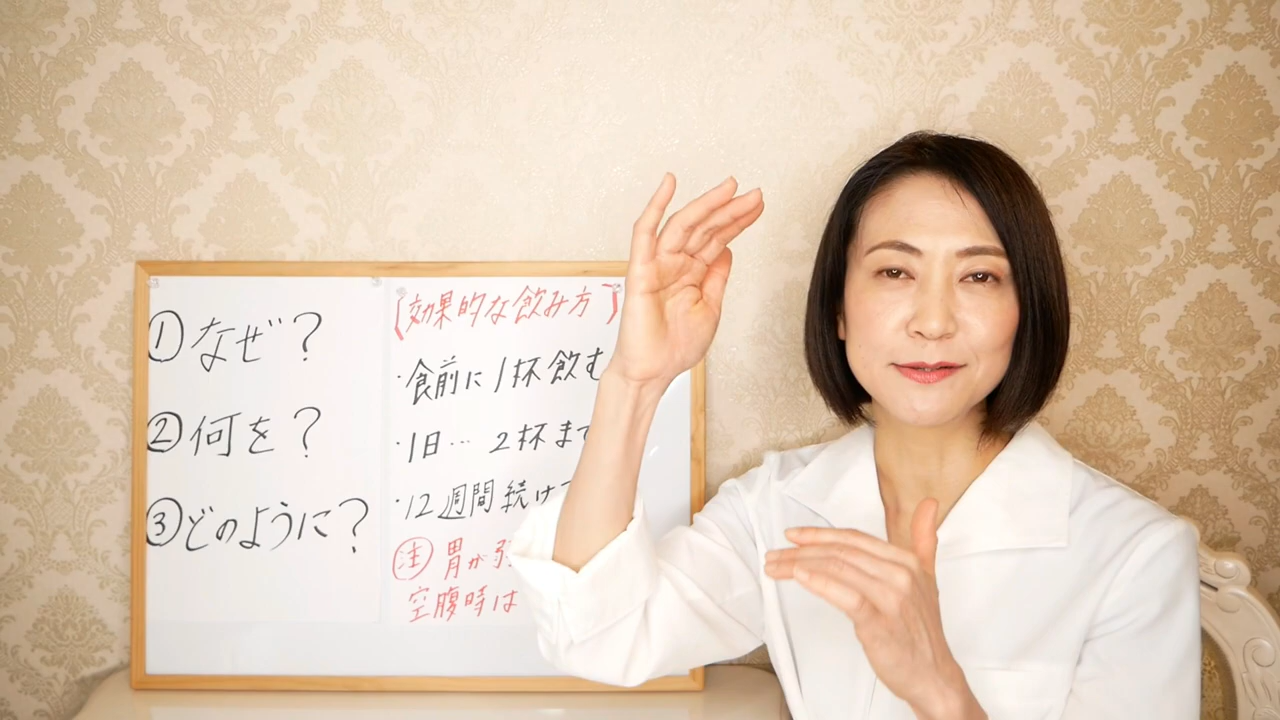 ①なぜ?
②何を?
③どのように?
【効果的な飲み方】
・食前に1杯飲む
・1日… 2杯まで
・12週間続け
㊟胃が弱
空腹時は